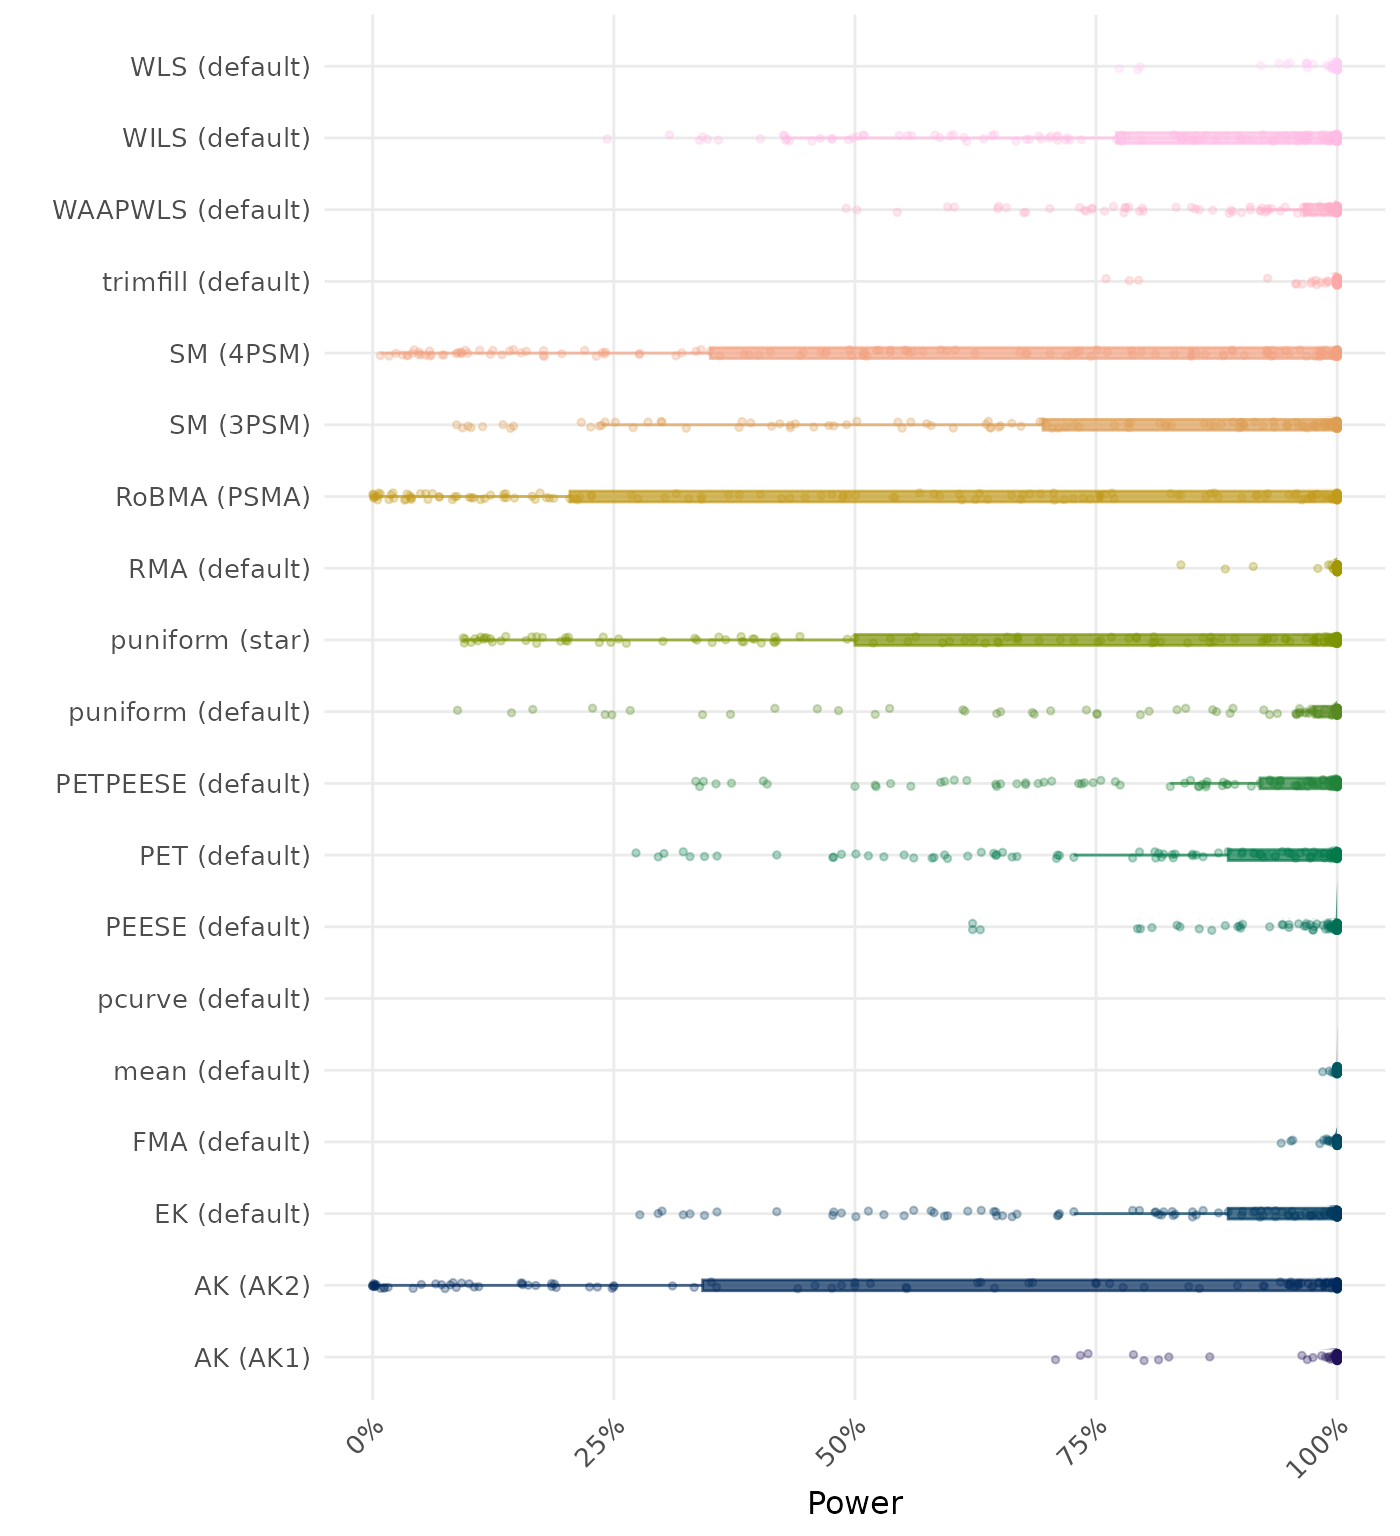 WLS (default)
WILS (default)
WAAPWLS (default)
trimfill (default)
SM (4PSM)
SM (3PSM)
RoBMA (PSMA)
RMA (default)
puniform (star)
puniform (default)
PETPEESE (default)
PET (default)
PEESE (default)
pcurve (default)
mean (default)
FMA (default)
EK (default)
AK (AK2)
AK (AK1)
0% 25% 50% 75% 100%
Power